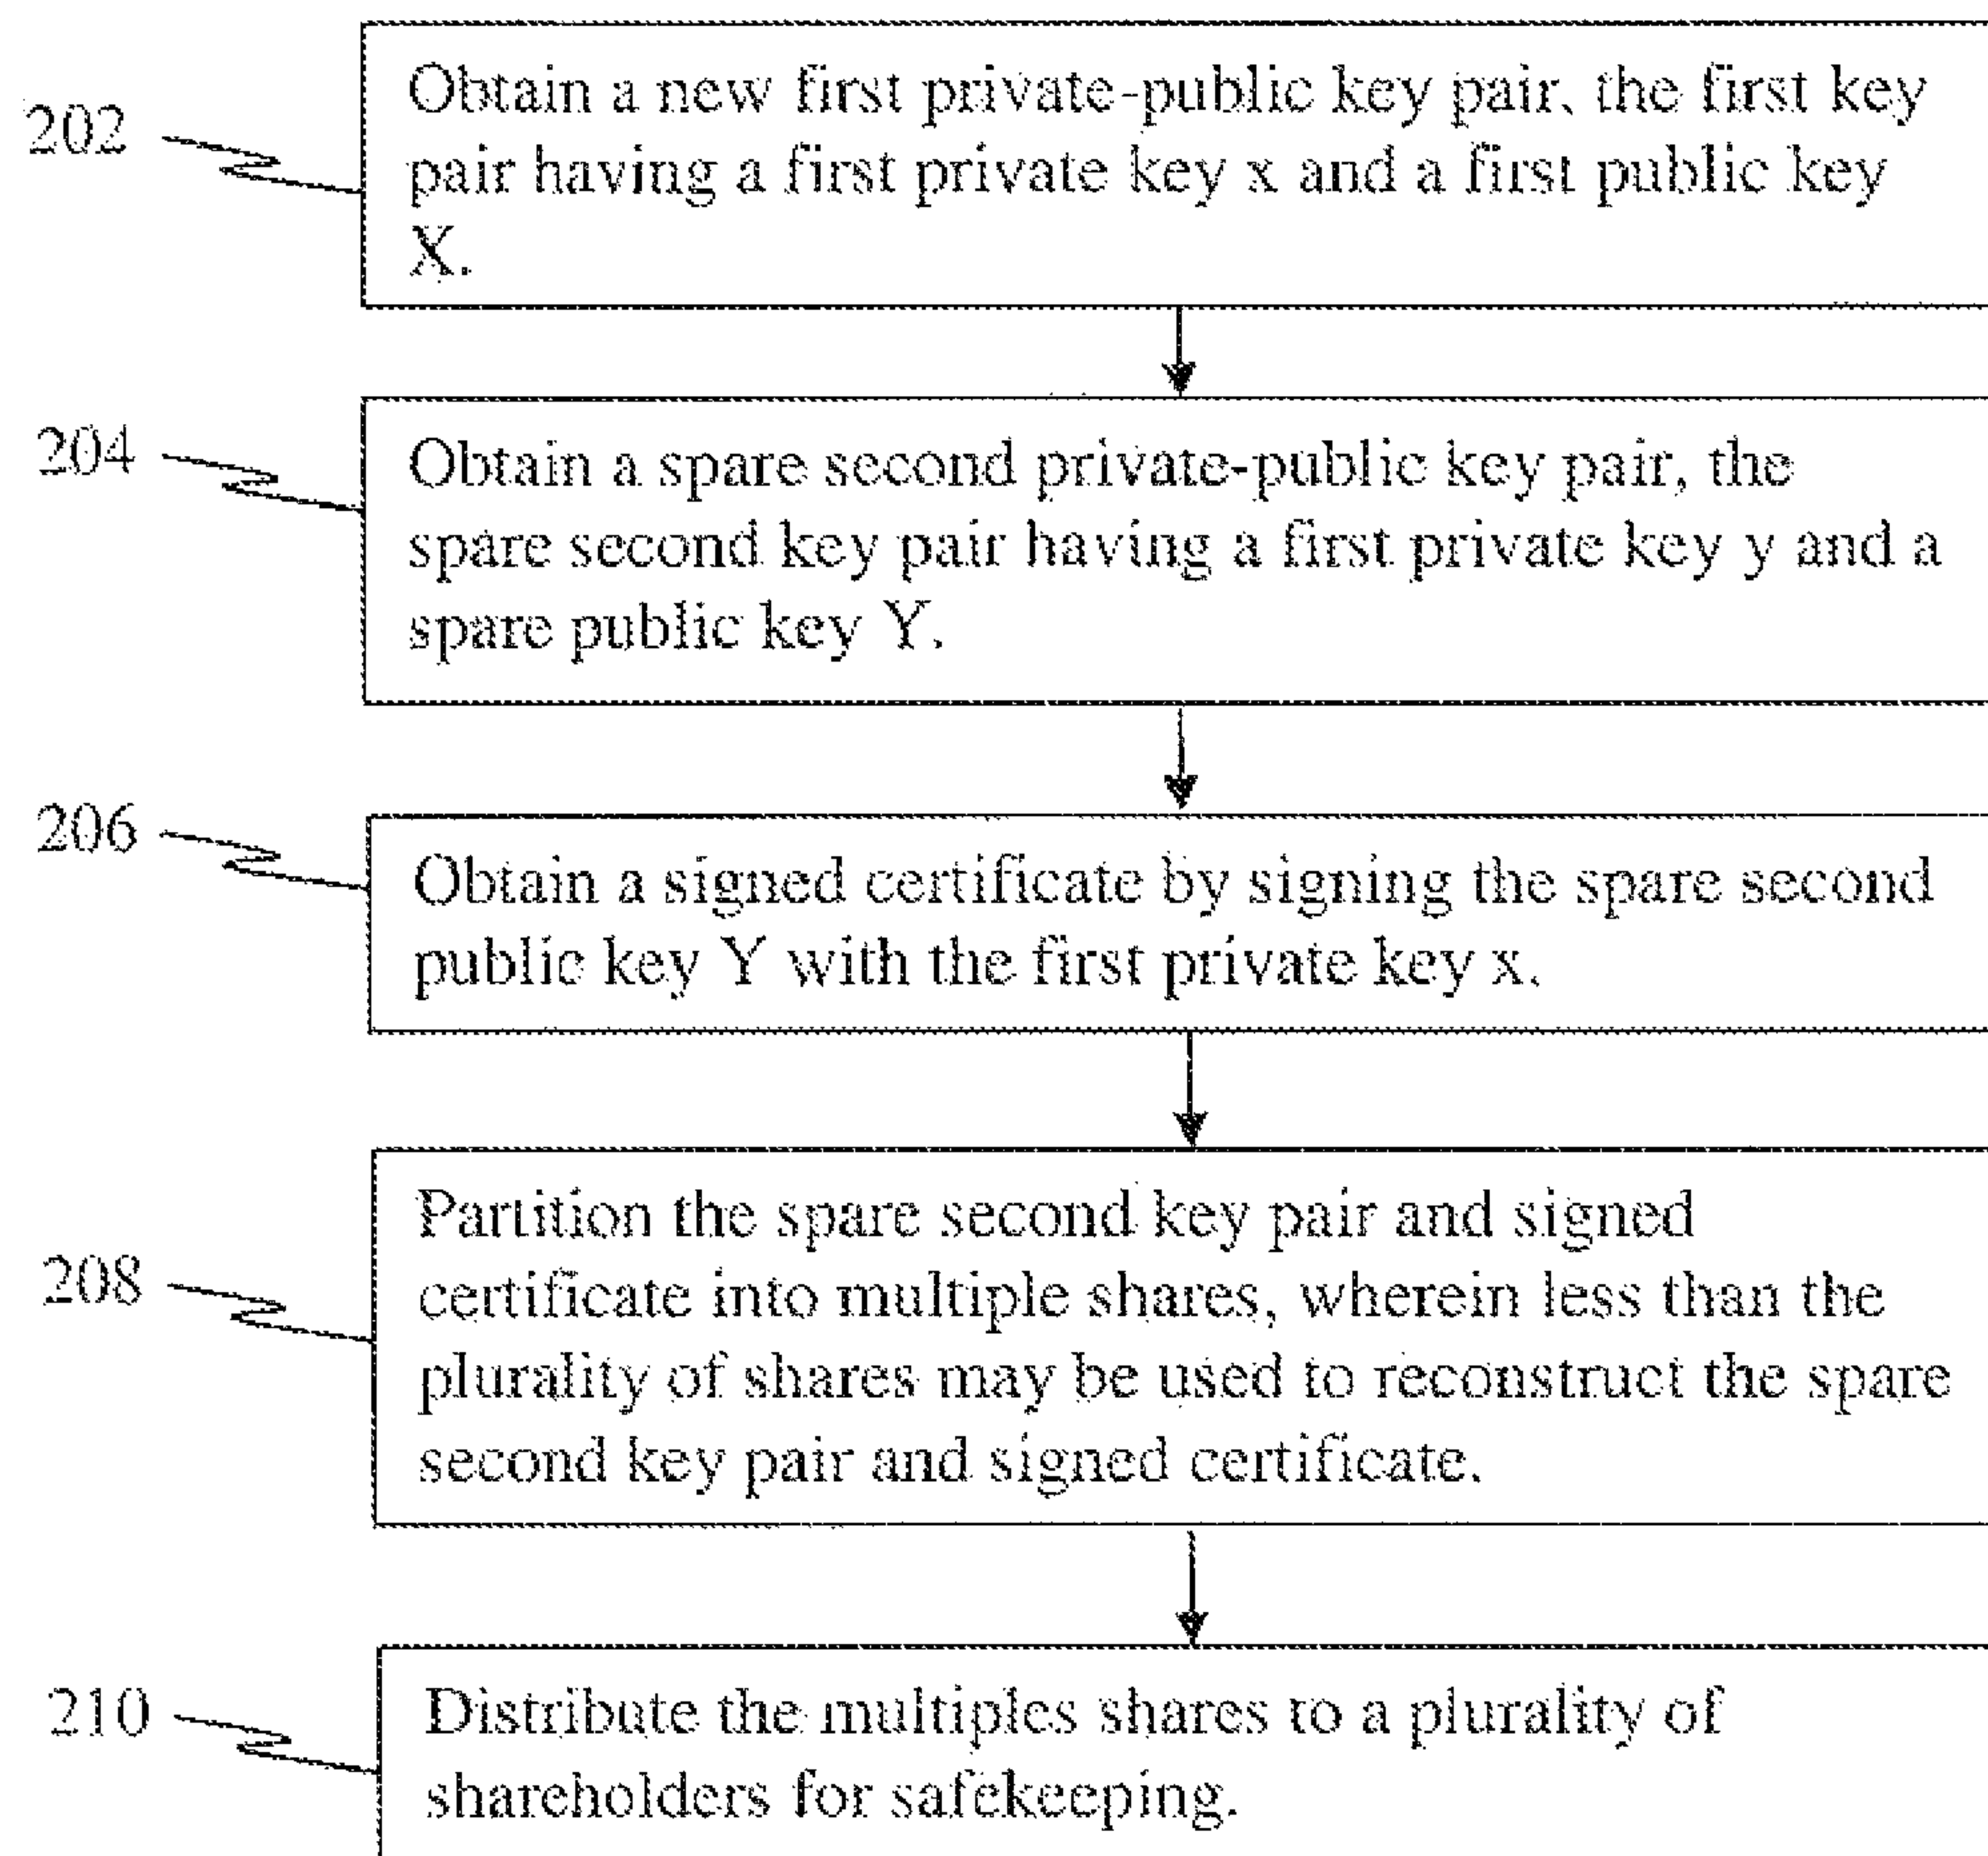 202
Obtain a new first private-public key pair, the first key
pair having a first private key x and a first public key
X.
204
Obtain a spare second private-public key pair, the
spare second key pair having a first private key y and a
spare public key Y.
206
Obtain a signed certificate by signing the spare second
public key Y with the first private key x.
208
Partition the spare second key pair and signed
certificate into multiple shares, wherein less than the
plurality of shares may be used to reconstruct the spare
second key pair and signed certificate.
210
Distribute the multiples shares to a plurality of
shareholders for safekeeping.